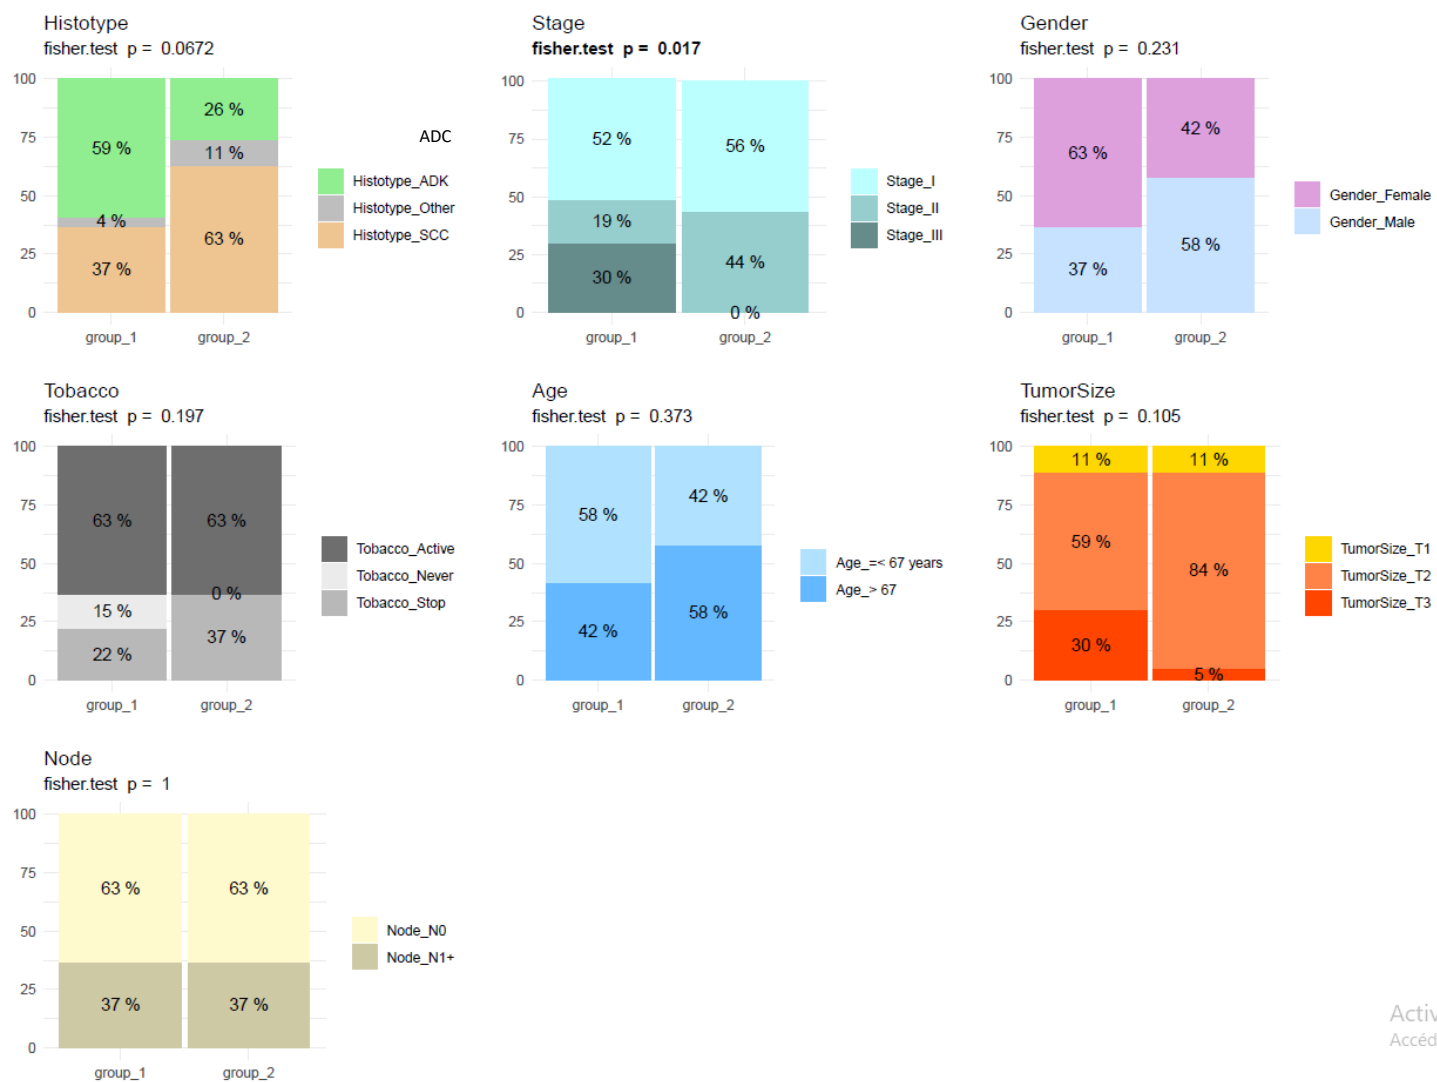 Histotype
fisher.test p = 0.0672
100
75
50
25
0
26 %
59 %
11 %
4 %
63 %
37 %
group_1
group_2
ADC
Histotype_ADK
Histotype_Other
Histotype_SCC
Stage
fisher.test p = 0.017
100
75
50
25
0
52 %
56 %
19 %
44 %
30 %
0 %
group_1
group_2
Stage_I
Stage_II
Stage_III
Gender
fisher.test p = 0.231
100
75
50
25
0
42 %
63 %
58 %
37 %
group_1
group_2
Gender_Female
Gender_Male
Tobacco
fisher.test p = 0.197
100
75
50
25
0
63 %
63 %
0 %
15 %
37 %
22 %
group_1
group_2
Tobacco_Active
Tobacco_Never
Tobacco_Stop
Age
fisher.test p = 0.373
100
75
50
25
0
42 %
58 %
58 %
42 %
group_1
group_2
Age_=< 67 years
Age_> 67
TumorSize
fisher.test p = 0.105
100
75
50
25
0
11 %
11 %
59 %
84 %
30 %
5 %
group_1
group_2
TumorSize_T1
TumorSize_T2
TumorSize_T3
Node
fisher.test p = 1
100
75
50
25
0
63 %
63 %
37 %
37 %
group_1
group_2
Node_N0
Node_N1+
Activ
Accéd